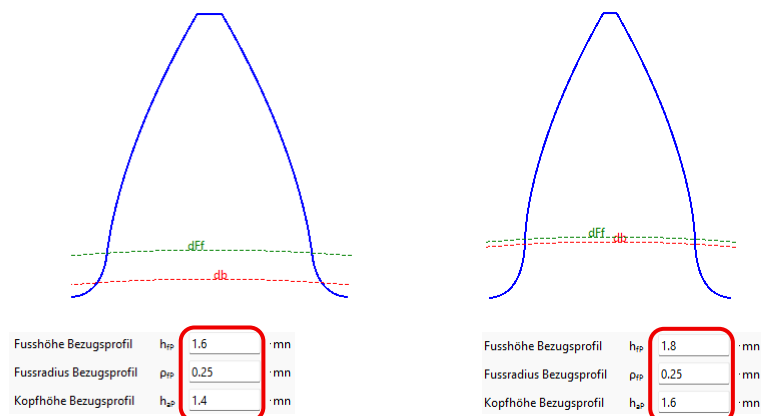 dFf
db
dFf
db
Fusshöhe Bezugsprofil hfP 1.6 ·mn
Fussradius Bezugsprofil ρfP 0.25 ·mn
Kopfhöhe Bezugsprofil haP 1.4 ·mn
Fusshöhe Bezugsprofil hfP 1.8 ·mn
Fussradius Bezugsprofil ρfP 0.25 ·mn
Kopfhöhe Bezugsprofil haP 1.6 ·mn